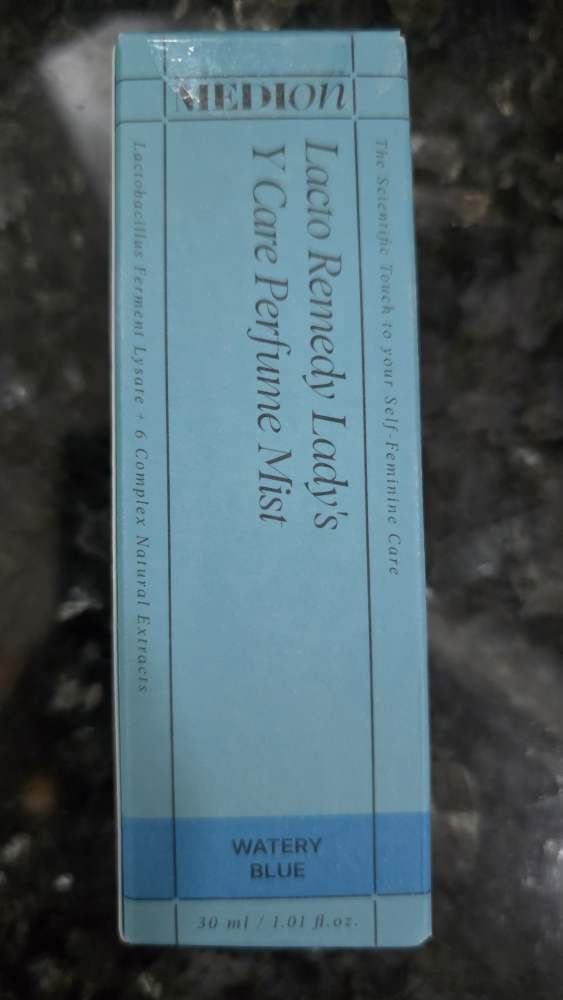 MEDION
The Scientific Touch to your Self-Feminine Care
Lacto Remedy Lady's
Y Care Perfume Mist
Lactobacillus Ferment Lysate + 6 Complex Natural Extracts
WATERY
BLUE
30 ml / 1.01 fl.oz.